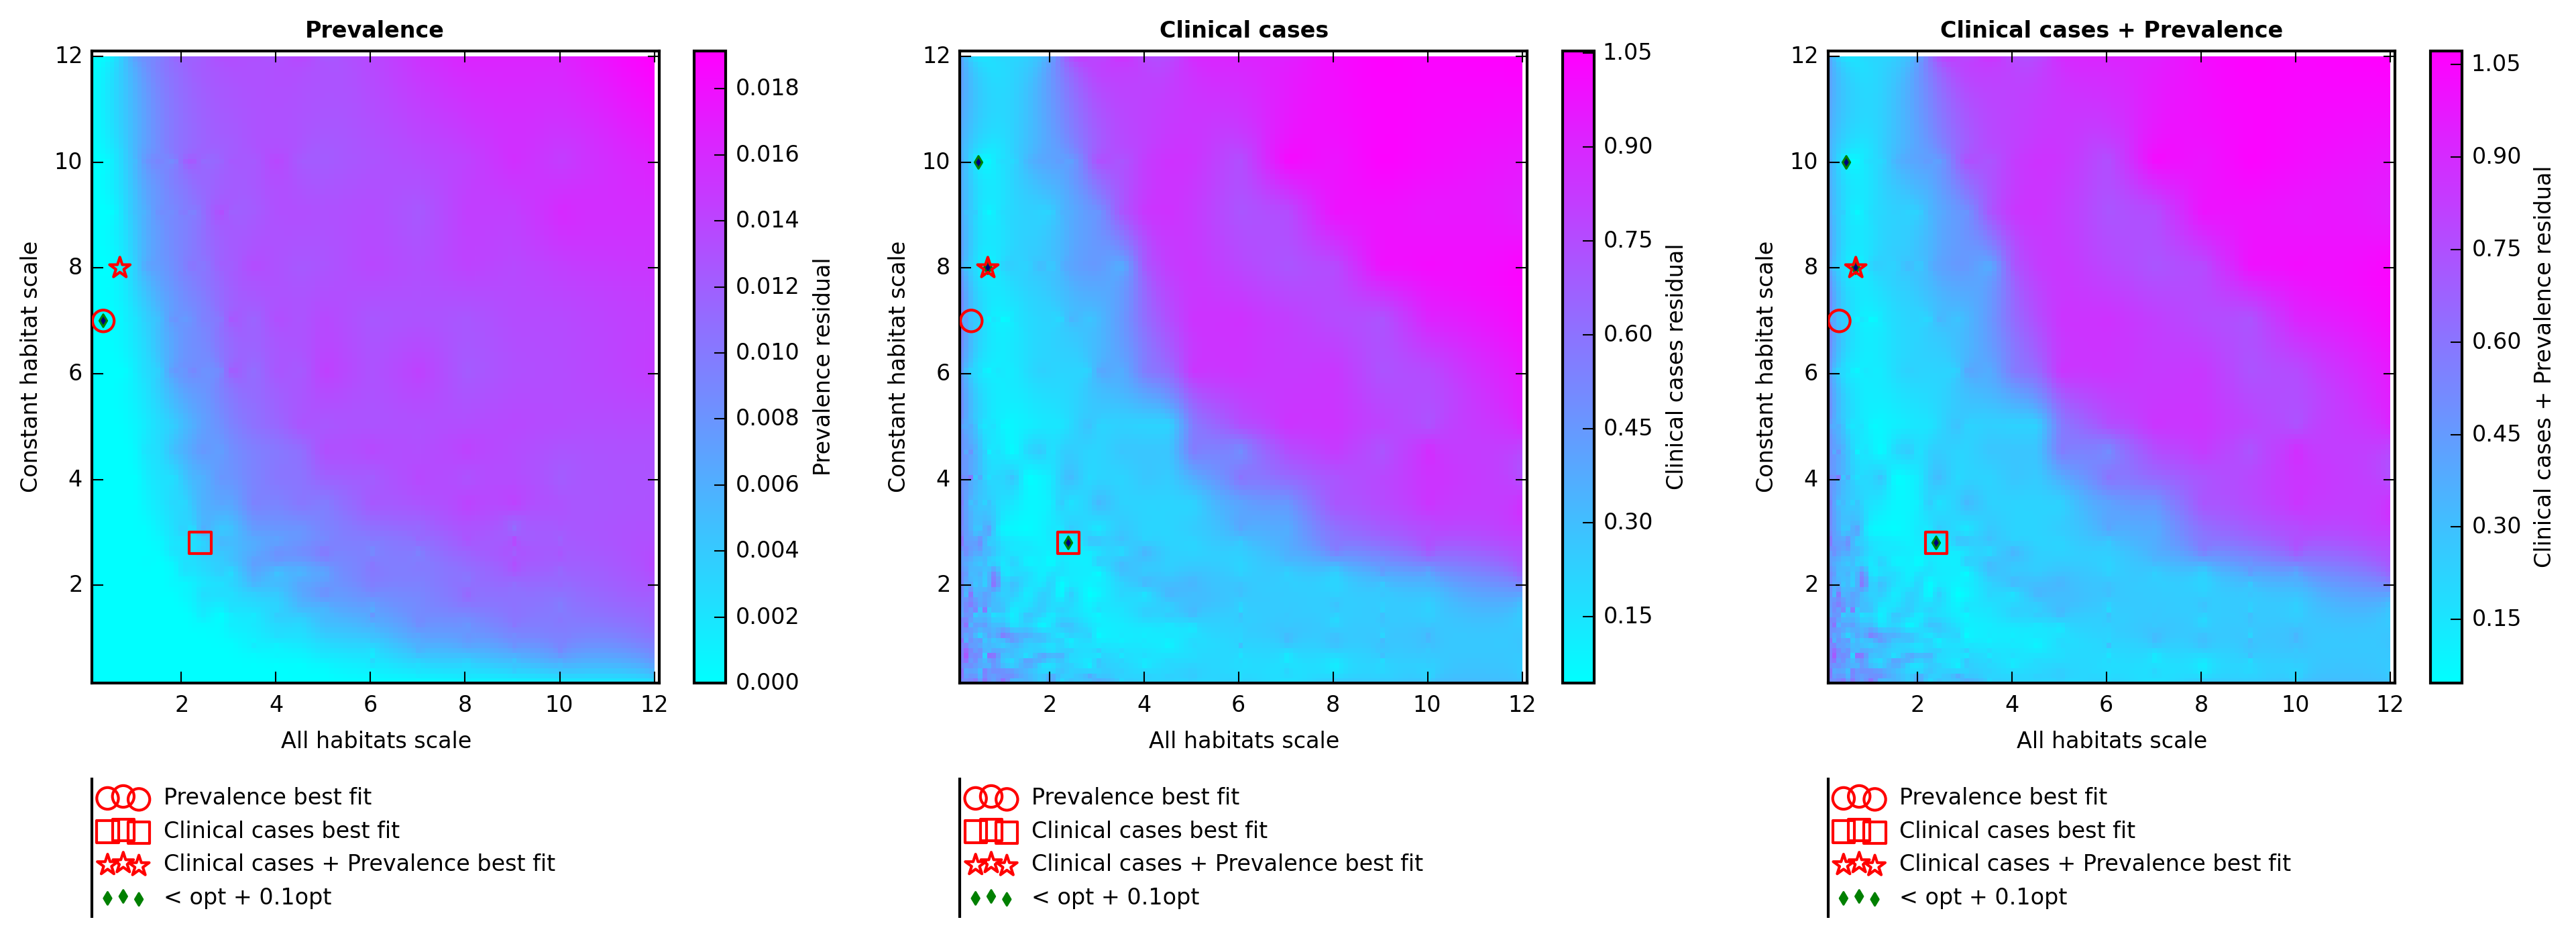 Prevalence
Clinical cases
Clinical cases + Prevalence
12
10
8
6
4
2
Constant habitat scale
2
4
6
8
10
12
All habitats scale
0.018
0.016
0.014
0.012
0.010
0.008
0.006
0.004
0.002
0.000
Prevalence residual
12
10
8
6
4
2
Constant habitat scale
2
4
6
8
10
12
All habitats scale
1.05
0.90
0.75
0.60
0.45
0.30
0.15
Clinical cases residual
12
10
8
6
4
2
Constant habitat scale
2
4
6
8
10
12
All habitats scale
1.05
0.90
0.75
0.60
0.45
0.30
0.15
Clinical cases + Prevalence residual
Prevalence best fit
Clinical cases best fit
Clinical cases + Prevalence best fit
< opt + 0.1opt
Prevalence best fit
Clinical cases best fit
Clinical cases + Prevalence best fit
< opt + 0.1opt
Prevalence best fit
Clinical cases best fit
Clinical cases + Prevalence best fit
< opt + 0.1opt